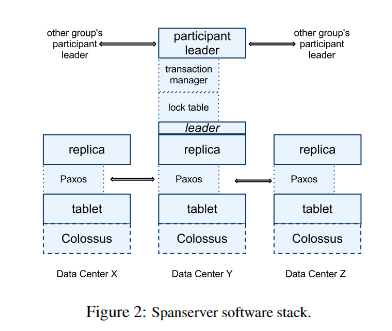 other group's
participant
leader
participant
leader
other group's
participant
leader
transaction
manager
lock table
leader
replica
replica
replica
Paxos
Paxos
Paxos
tablet
tablet
tablet
Colossus
Colossus
Colossus
Data Center X
Data Center Y
Data Center Z
Figure 2: Spanserver software stack.